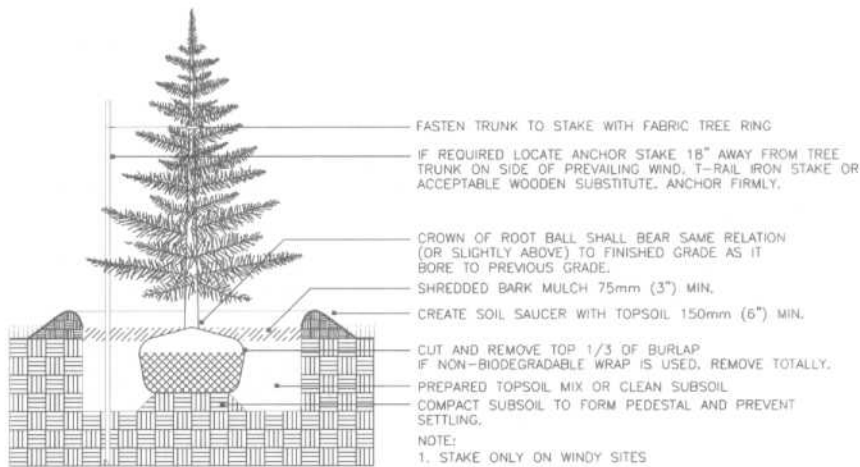 FASTEN TRUNK TO STAKE WITH FABRIC TREE RING
IF REQUIRED LOCATE ANCHOR STAKE 18" AWAY FROM TREE
TRUNK ON SIDE OF PREVAILING WIND. T-RAIL IRON STAKE OR
ACCEPTABLE WOODEN SUBSTITUTE. ANCHOR FIRMLY.
CROWN OF ROOT BALL SHALL BEAR SAME RELATION
(OR SLIGHTLY ABOVE) TO FINISHED GRADE AS IT
BORE TO PREVIOUS GRADE.
SHREDDED BARK MULCH 75mm (3") MIN.
CREATE SOIL SAUCER WITH TOPSOIL 150mm (6") MIN.
CUT AND REMOVE TOP 1/3 OF BURLAP
IF NON-BIODEGRADABLE WRAP IS USED, REMOVE TOTALLY.
PREPARED TOPSOIL MIX OR CLEAN SUBSOIL
COMPACT SUBSOIL TO FORM PEDESTAL AND PREVENT
SETTLING.
NOTE:
1. STAKE ONLY ON WINDY SITES